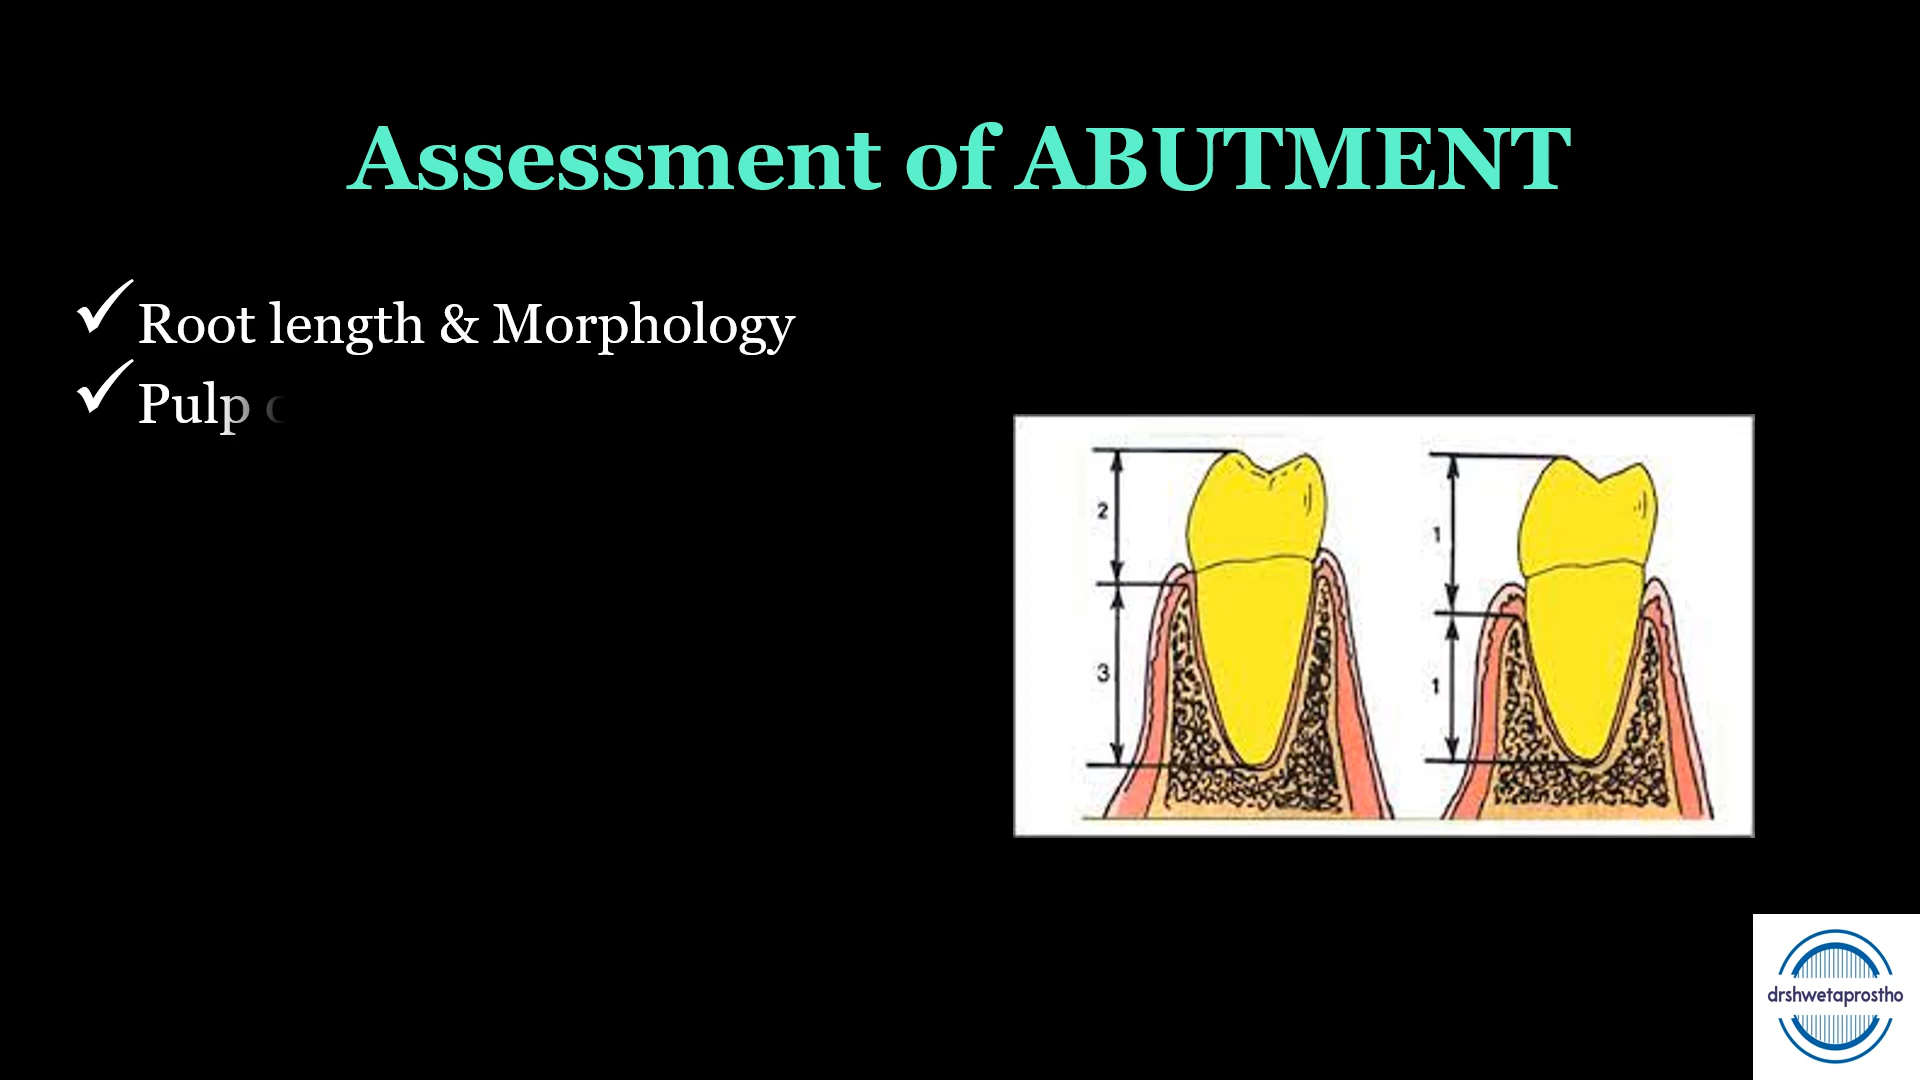 Assessment of ABUTMENT
Root length & Morphology
Pulp
2
3
1
1
drshwetaprostho